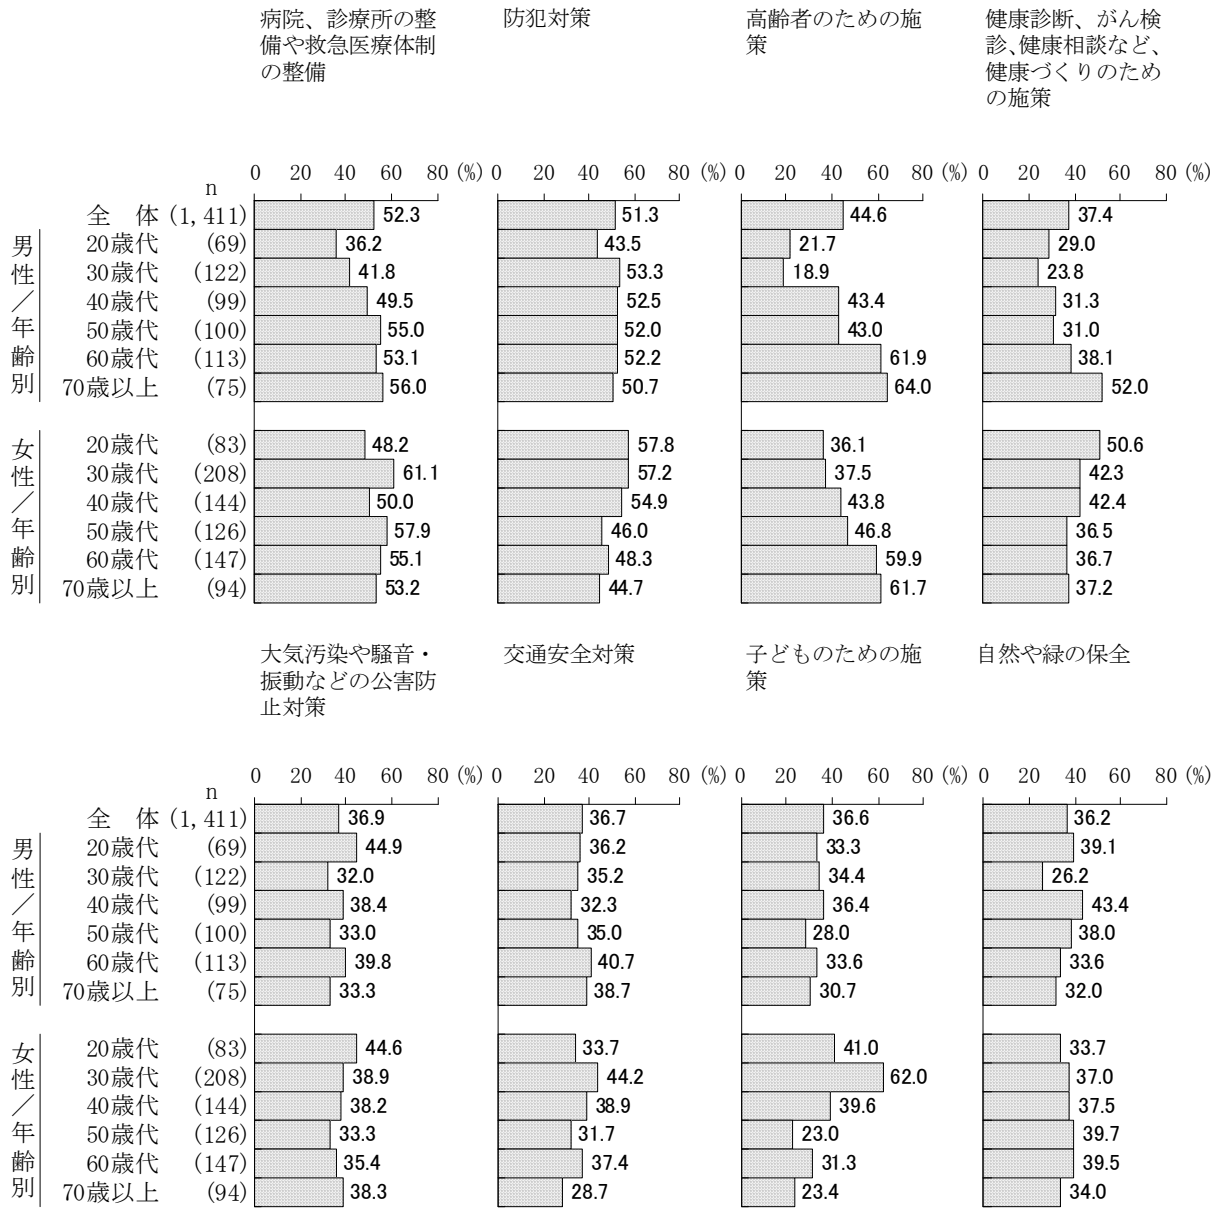 病院、診療所の整
備や救急医療体制
の整備
防犯対策
高齢者のための施
策
健康診断、がん検
診、健康相談など、
健康づくりのため
の施策
0 20 40 60 80 (%) 0 20 40 60 80 (%) 0 20 40 60 80 (%) 0 20 40 60 80 (%)
n
全 体 (1,411) 52.3 51.3 44.6 37.4
男性／年齢別
20歳代 (69) 36.2 43.5 21.7 29.0
30歳代 (122) 41.8 53.3 18.9 23.8
40歳代 (99) 49.5 52.5 43.4 31.3
50歳代 (100) 55.0 52.0 43.0 31.0
60歳代 (113) 53.1 52.2 61.9 38.1
70歳以上 (75) 56.0 50.7 64.0 52.0
女性／年齢別
20歳代 (83) 48.2 57.8 36.1 50.6
30歳代 (208) 61.1 57.2 37.5 42.3
40歳代 (144) 50.0 54.9 43.8 42.4
50歳代 (126) 57.9 46.0 46.8 36.5
60歳代 (147) 55.1 48.3 59.9 36.7
70歳以上 (94) 53.2 44.7 61.7 37.2
大気汚染や騒音・
振動などの公害防
止対策
交通安全対策
子どものための施
策
自然や緑の保全
0 20 40 60 80 (%) 0 20 40 60 80 (%) 0 20 40 60 80 (%) 0 20 40 60 80 (%)
n
全 体 (1,411) 36.9 36.7 36.6 36.2
男性／年齢別
20歳代 (69) 44.9 36.2 33.3 39.1
30歳代 (122) 32.0 35.2 34.4 26.2
40歳代 (99) 38.4 32.3 36.4 43.4
50歳代 (100) 33.0 35.0 28.0 38.0
60歳代 (113) 39.8 40.7 33.6 33.6
70歳以上 (75) 33.3 38.7 30.7 32.0
女性／年齢別
20歳代 (83) 44.6 33.7 41.0 33.7
30歳代 (208) 38.9 44.2 62.0 37.0
40歳代 (144) 38.2 38.9 39.6 37.5
50歳代 (126) 33.3 31.7 23.0 39.7
60歳代 (147) 35.4 37.4 31.3 39.5
70歳以上 (94) 38.3 28.7 23.4 34.0